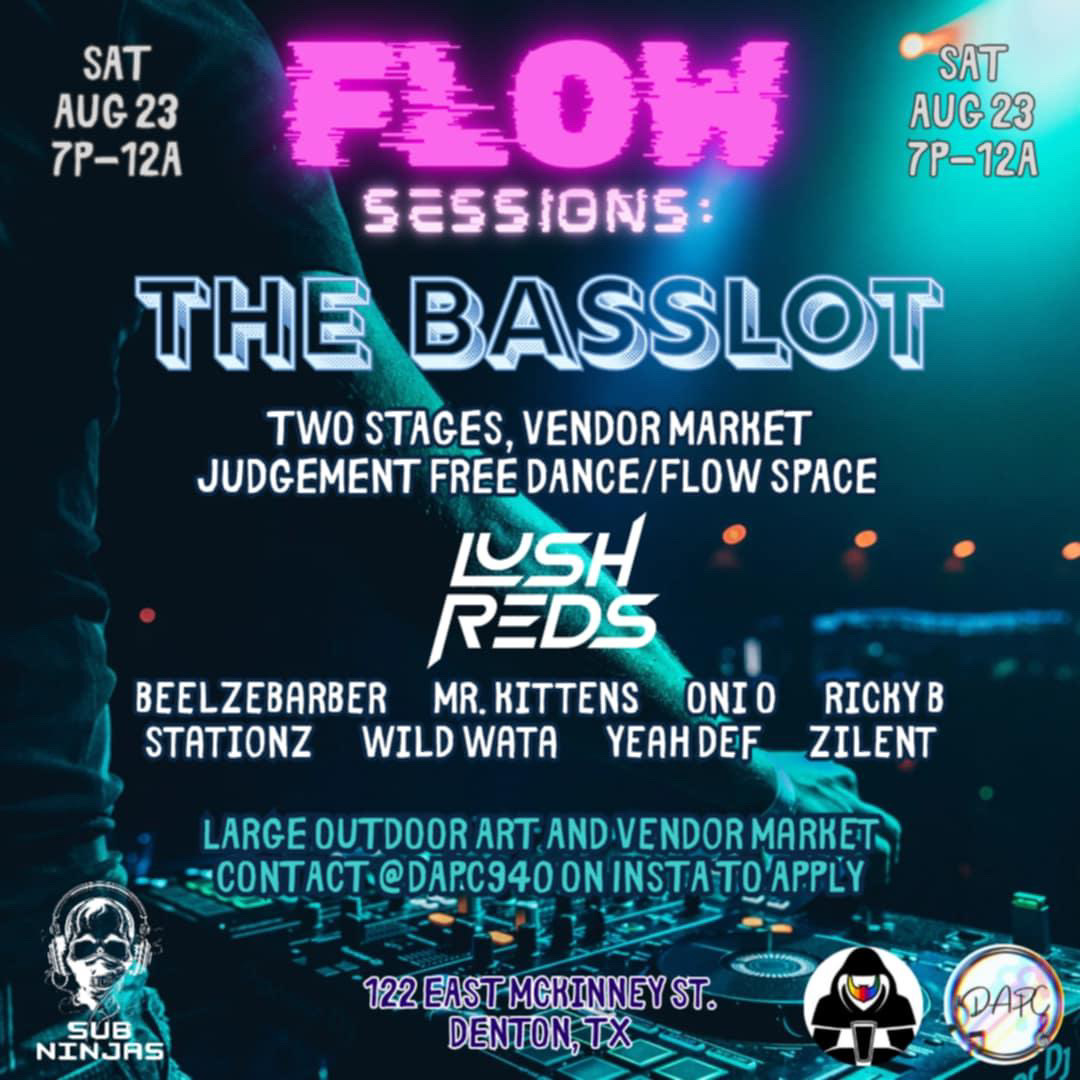 SAT
AUG 23
7P-12A
FLOW
SESSIONS:
SAT
AUG 23
7P-12A
THE BASSLOT
TWO STAGES, VENDOR MARKET
JUDGEMENT FREE DANCE/FLOW SPACE
LUSH
REDS
BEELZEBARBER MR. KITTENS ONI O RICKY B
STATIONZ WILD WATA YEAH DEF ZILENT
LARGE OUTDOOR ART AND VENDOR MARKET
CONTACT @DAPC940 ON INSTA TO APPLY
122 EAST MCKINNEY ST.
DENTON, TX
SUB
NINJAS
DAPC
DJ